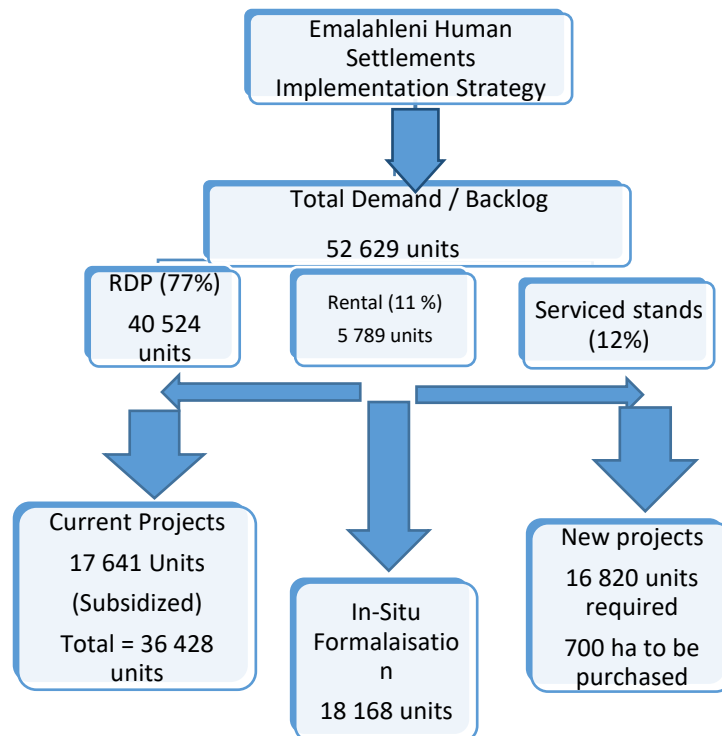 Emalahleni Human
Settlements
Implementation Strategy
Total Demand / Backlog
52 629 units
RDP (77%)
40 524
units
Rental (11 %)
5 789 units
Serviced stands
(12%)
Current Projects
17 641 Units
(Subsidized)
Total = 36 428
units
In-Situ
Formalaisatio
n
18 168 units
New projects
16 820 units
required
700 ha to be
purchased